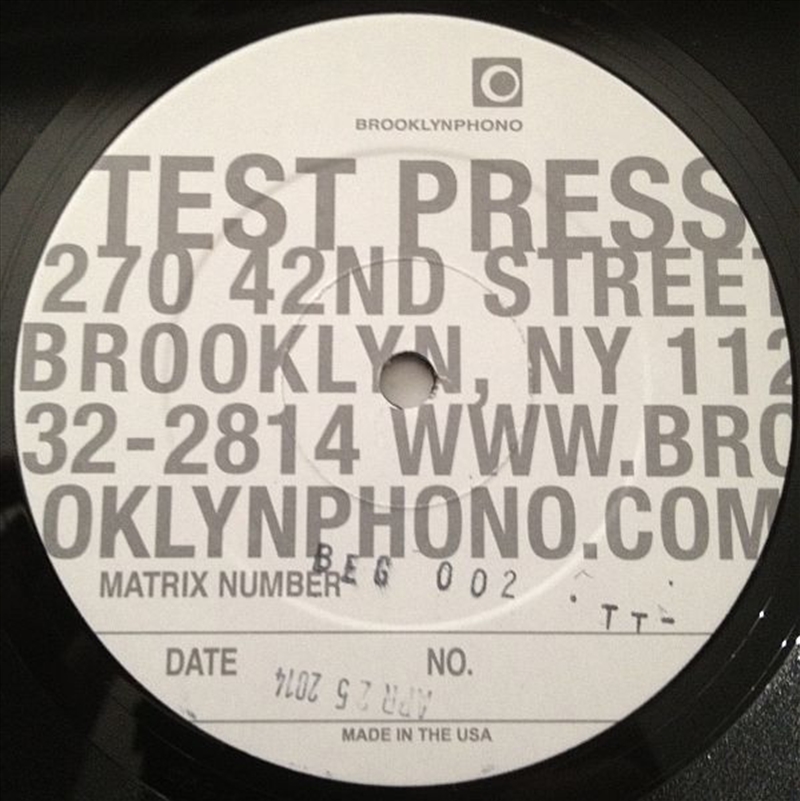 BROOKLYNPHONO
TEST PRESS
270 42ND STREET
BROOKLYN, NY 112
32-2814 WWW.BRO
OKLYNPHONO.COM
MATRIX NUMBER BEG 002
TT-
DATE APR 25 2014 NO.
MADE IN THE USA